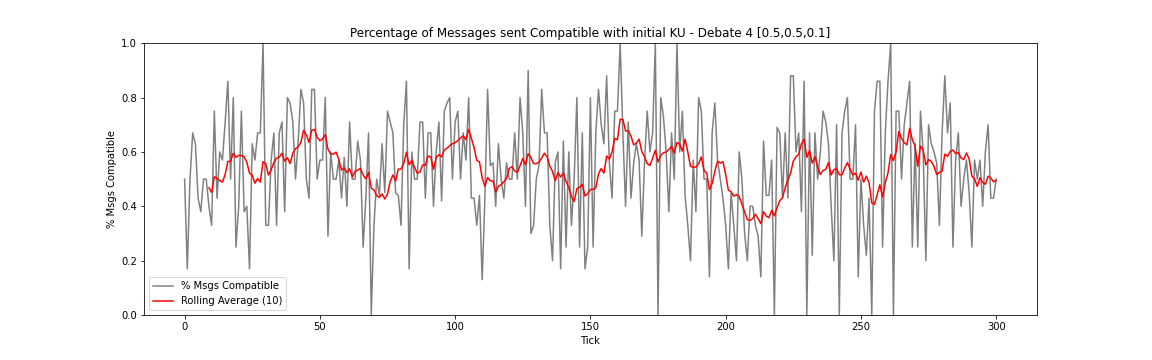 Percentage of Messages sent Compatible with initial KU - Debate 4 [0.5,0.5,0.1]
% Msgs Compatible
1.0
0.8
0.6
0.4
0.2
0.0
% Msgs Compatible
Rolling Average (10)
0
50
100
150
200
250
300
Tick